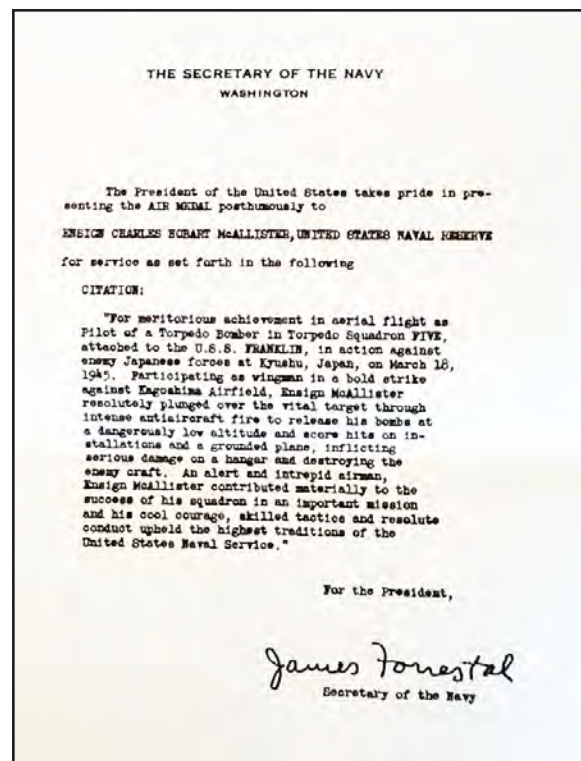 THE SECRETARY OF THE NAVY
WASHINGTON
The President of the United States takes pride in pre-
senting the AIR MEDAL posthumously to
ENSIGN CHARLES HOBART McALLISTER, UNITED STATES NAVAL RESERVE
for service as set forth in the following
CITATION:
"For meritorious achievement in aerial flight as
Pilot of a Torpedo Bomber in Torpedo Squadron FIVE,
attached to the U.S.S. FRANKLIN, in action against
enemy Japanese forces at Kyushu, Japan, on March 18,
1945. Participating as wingman in a bold strike
against Kagoshima Airfield, Ensign McAllister
resolutely plunged over the vital target through
intense antiaircraft fire to release his bombs at
a dangerously low altitude and score hits on in-
stallations and a grounded plane, inflicting
serious damage on a hangar and destroying the
enemy craft. An alert and intrepid airman,
Ensign McAllister contributed materially to the
success of his squadron in an important mission
and his cool courage, skilled tactics and resolute
conduct upheld the highest traditions of the
United States Naval Service."
For the President,
James Forrestal
Secretary of the Navy